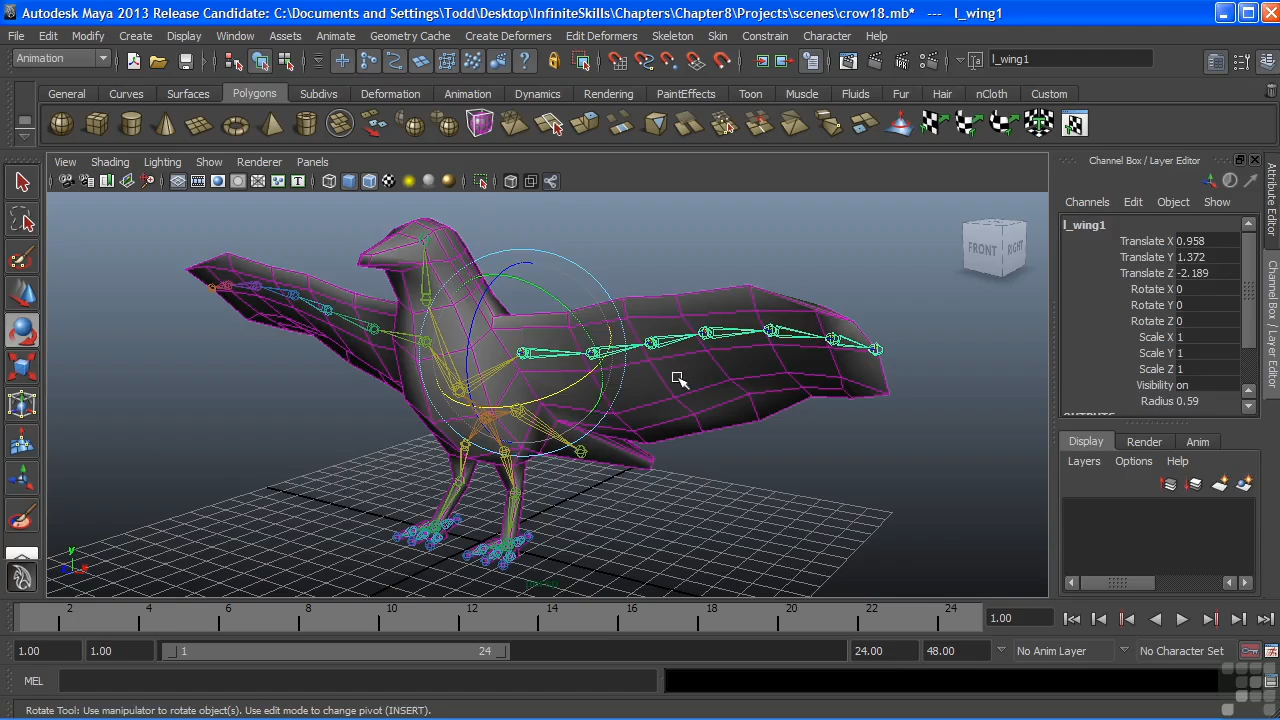 Autodesk Maya 2013 Release Candidate: C:\Documents and Settings\Todd\Desktop\InfiniteSkills\Chapters\Chapter8\Projects\scenes\crow18.mb* --- l_wing1
File Edit Modify Create Display Window Assets Animate Geometry Cache Create Deformers Edit Deformers Skeleton Skin Constrain Character Help
Animation l_wing1
General Curves Surfaces Polygons Subdivs Deformation Animation Dynamics Rendering PaintEffects Toon Muscle Fluids Fur Hair nCloth Custom
View Shading Lighting Show Renderer Panels
Channel Box / Layer Editor
Channels Edit Object Show
l_wing1
Translate X 0.958
Translate Y 1.372
Translate Z -2.189
Rotate X 0
Rotate Y 0
Rotate Z 0
Scale X 1
Scale Y 1
Scale Z 1
Visibility on
Radius 0.59
Attribute Editor
Channel Box / Layer Editor
FRONT RIGHT
y
Display Render Anim
Layers Options Help
persp
2 4 6 8 10 12 14 16 18 20 22 24 1.00
1.00 1.00 1 24 24.00 48.00 No Anim Layer No Character Set
MEL
Rotate Tool: Use manipulator to rotate object(s). Use edit mode to change pivot (INSERT).